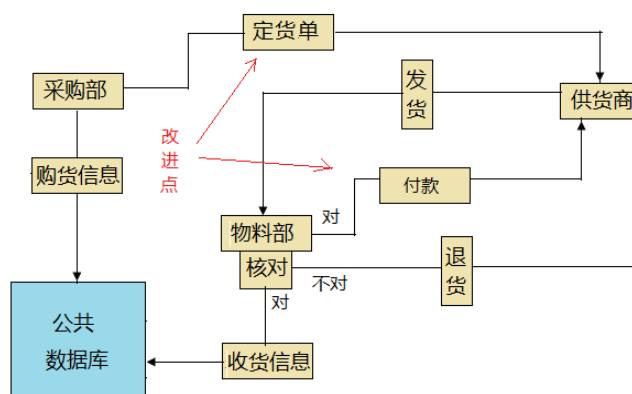 定货单
采购部
发
货
供货商
改
进
点
购货信息
付款
对
物料部
核对
不对
退
货
对
公共
数据库
收货信息